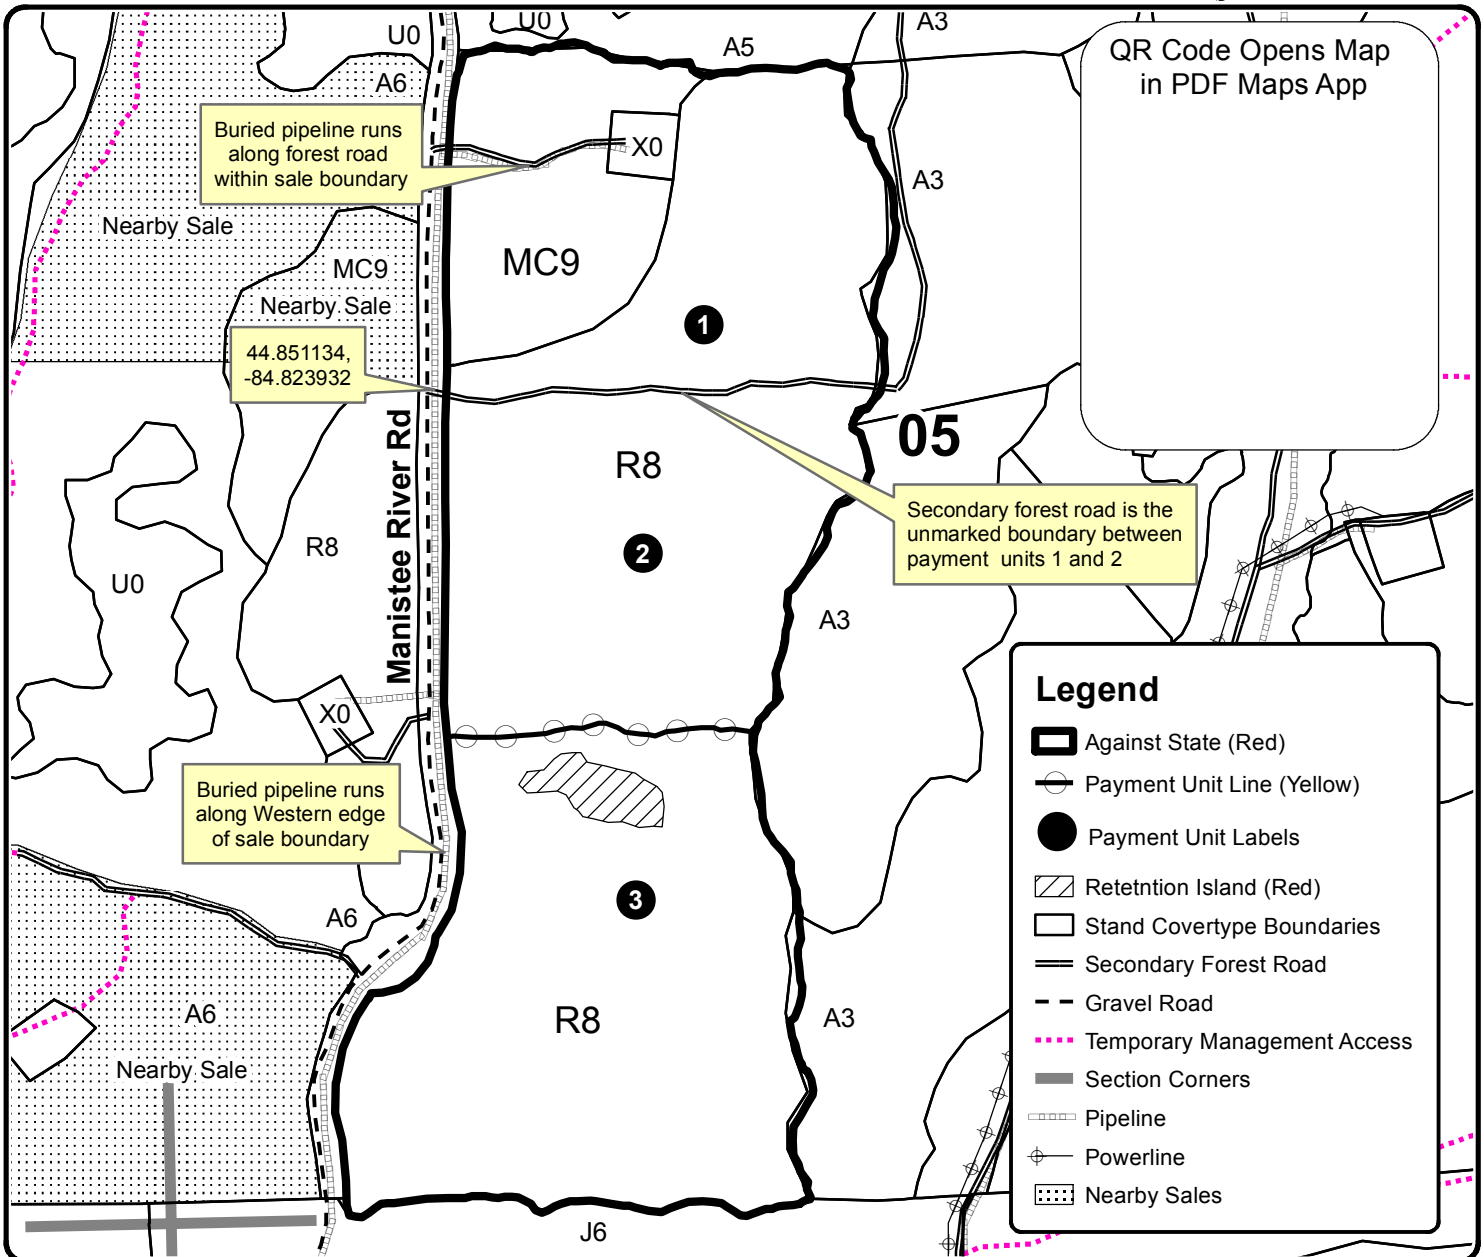 U0
U0
A5
A3
A6
QR Code Opens Map
in PDF Maps App
Buried pipeline runs
along forest road
within sale boundary
X0
A3
Nearby Sale
MC9
MC9
Nearby Sale
1
44.851134,
-84.823932
Manistee River Rd
05
R8
Secondary forest road is the
unmarked boundary between
payment units 1 and 2
R8
2
U0
A3
X0
Buried pipeline runs
along Western edge
of sale boundary
3
A6
A6
R8
A3
Nearby Sale
J6
Legend
Against State (Red)
Payment Unit Line (Yellow)
Payment Unit Labels
Retetntion Island (Red)
Stand Covertype Boundaries
Secondary Forest Road
Gravel Road
Temporary Management Access
Section Corners
Pipeline
Powerline
Nearby Sales